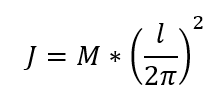 J = M * (l/2π)²